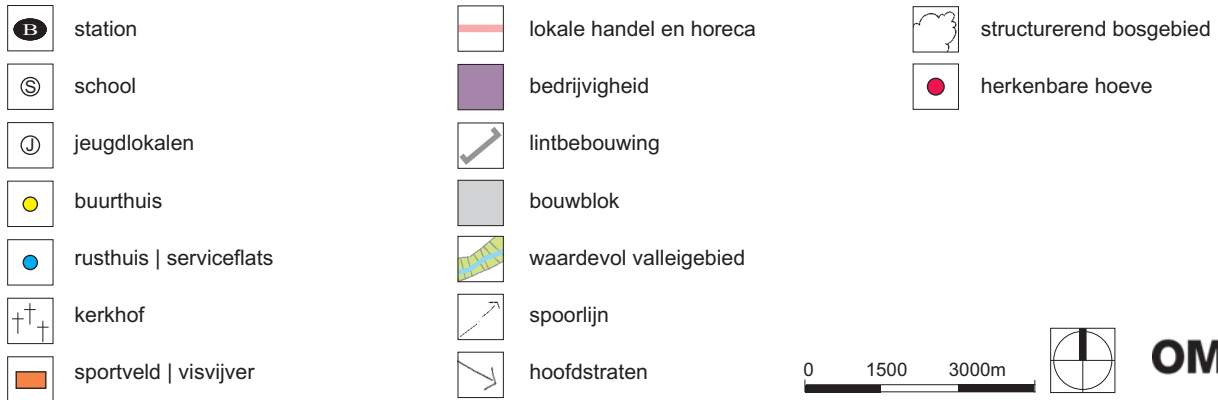 B station
S school
J jeugdlokalen
buurthuis
rusthuis | serviceflats
kerkhof
sportveld | visvijver
lokale handel en horeca
bedrijvigheid
lintbebouwing
bouwblok
waardevol valleigebied
spoorlijn
hoofdstraten
structurerend bosgebied
herkenbare hoeve
0 1500 3000m
OM